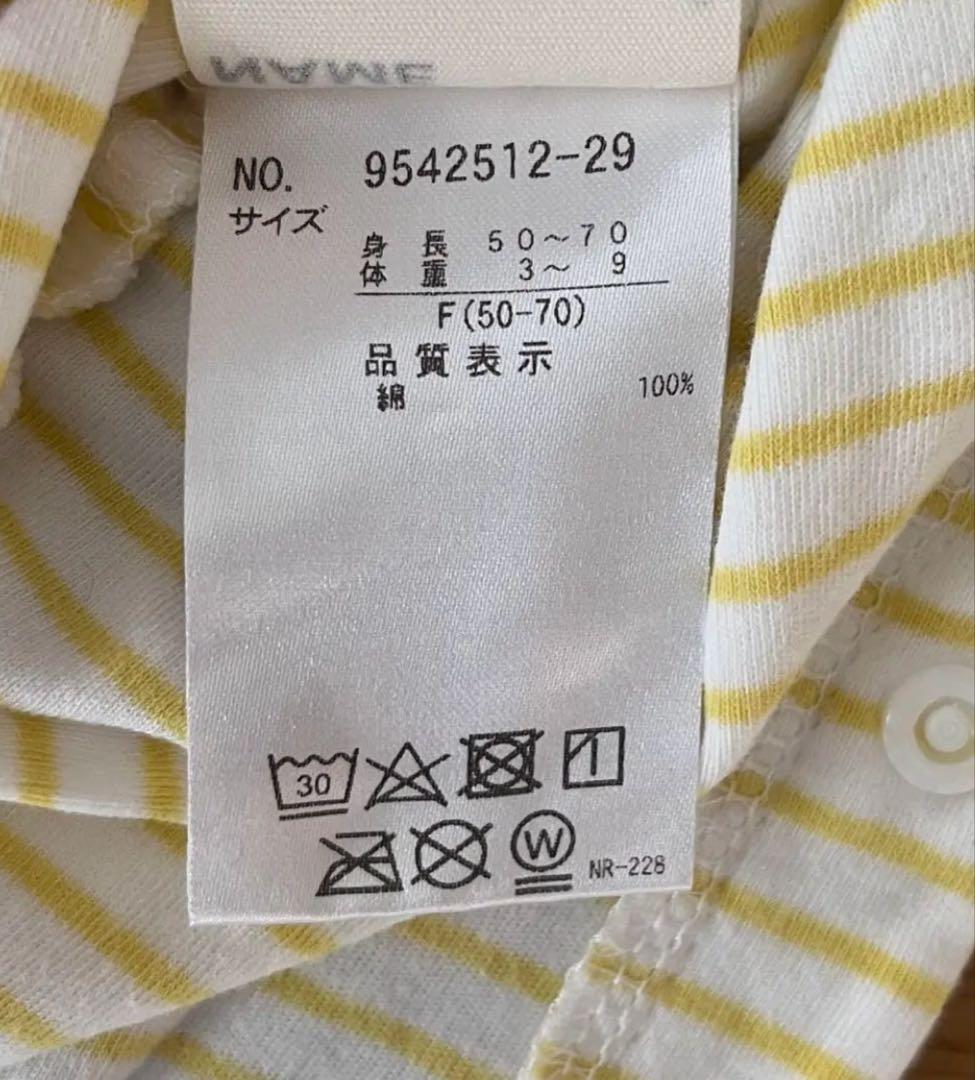 NAME
NO. 9542512-29
サイズ
身 長 50～70
体 重 3～ 9
F(50-70)
品質表示
綿 100%
30
W NR-228